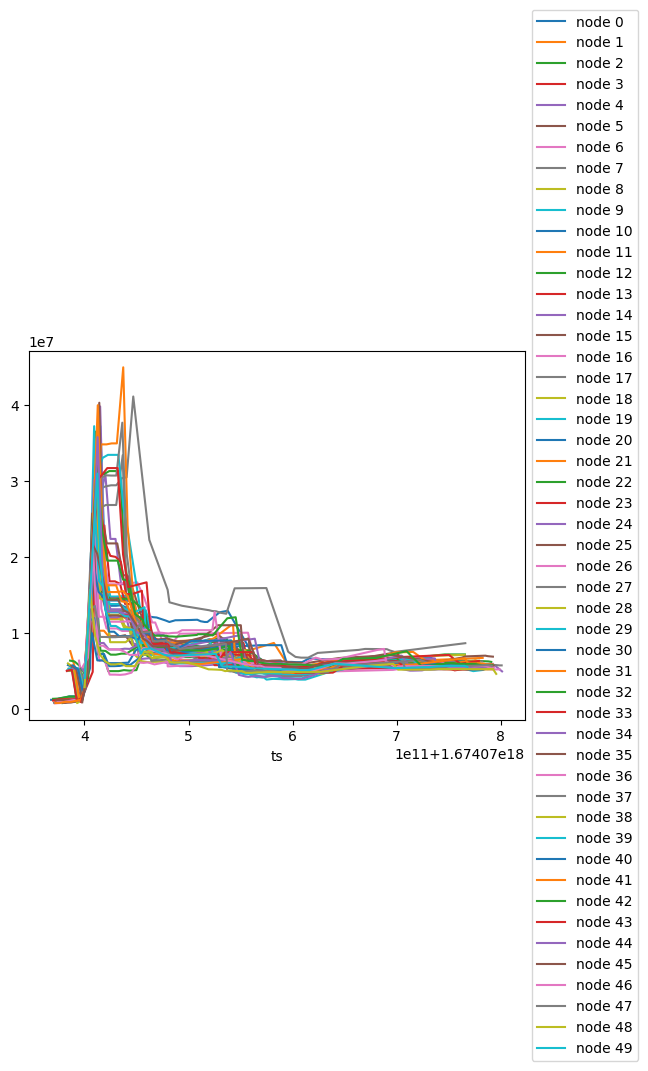 1e7
4
3
2
1
0
4 5 6 7 8
ts
1e11+1.67407e18
node 0
node 1
node 2
node 3
node 4
node 5
node 6
node 7
node 8
node 9
node 10
node 11
node 12
node 13
node 14
node 15
node 16
node 17
node 18
node 19
node 20
node 21
node 22
node 23
node 24
node 25
node 26
node 27
node 28
node 29
node 30
node 31
node 32
node 33
node 34
node 35
node 36
node 37
node 38
node 39
node 40
node 41
node 42
node 43
node 44
node 45
node 46
node 47
node 48
node 49